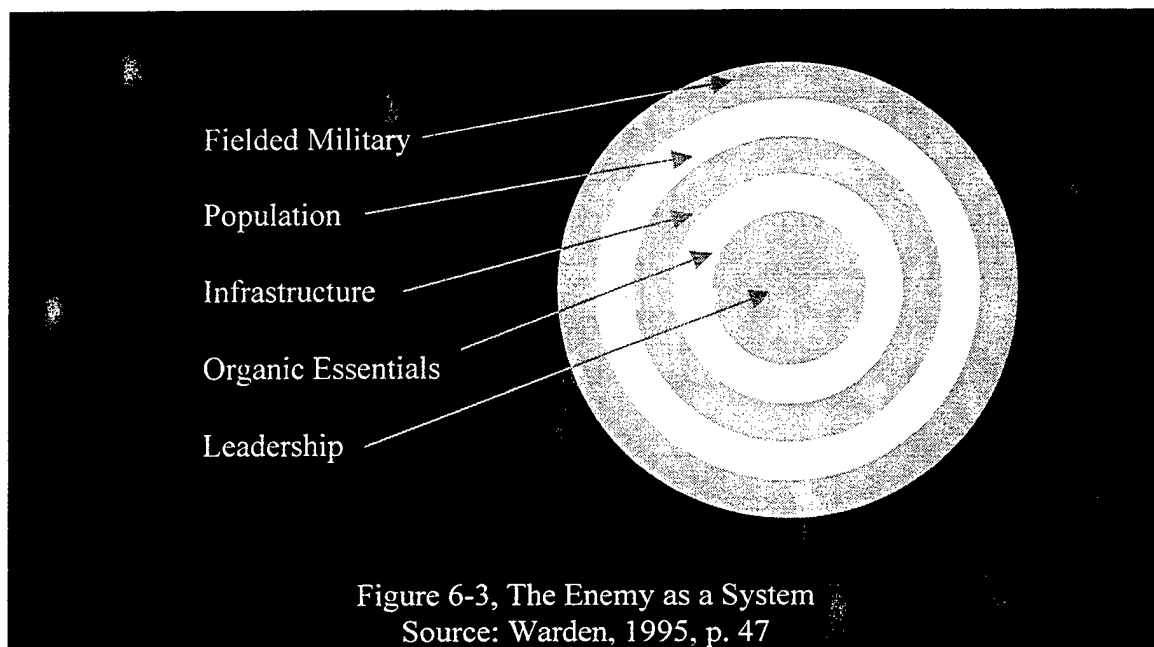 Fielded Military
Population
Infrastructure
Organic Essentials
Leadership
Figure 6-3, The Enemy as a System
Source: Warden, 1995, p. 47